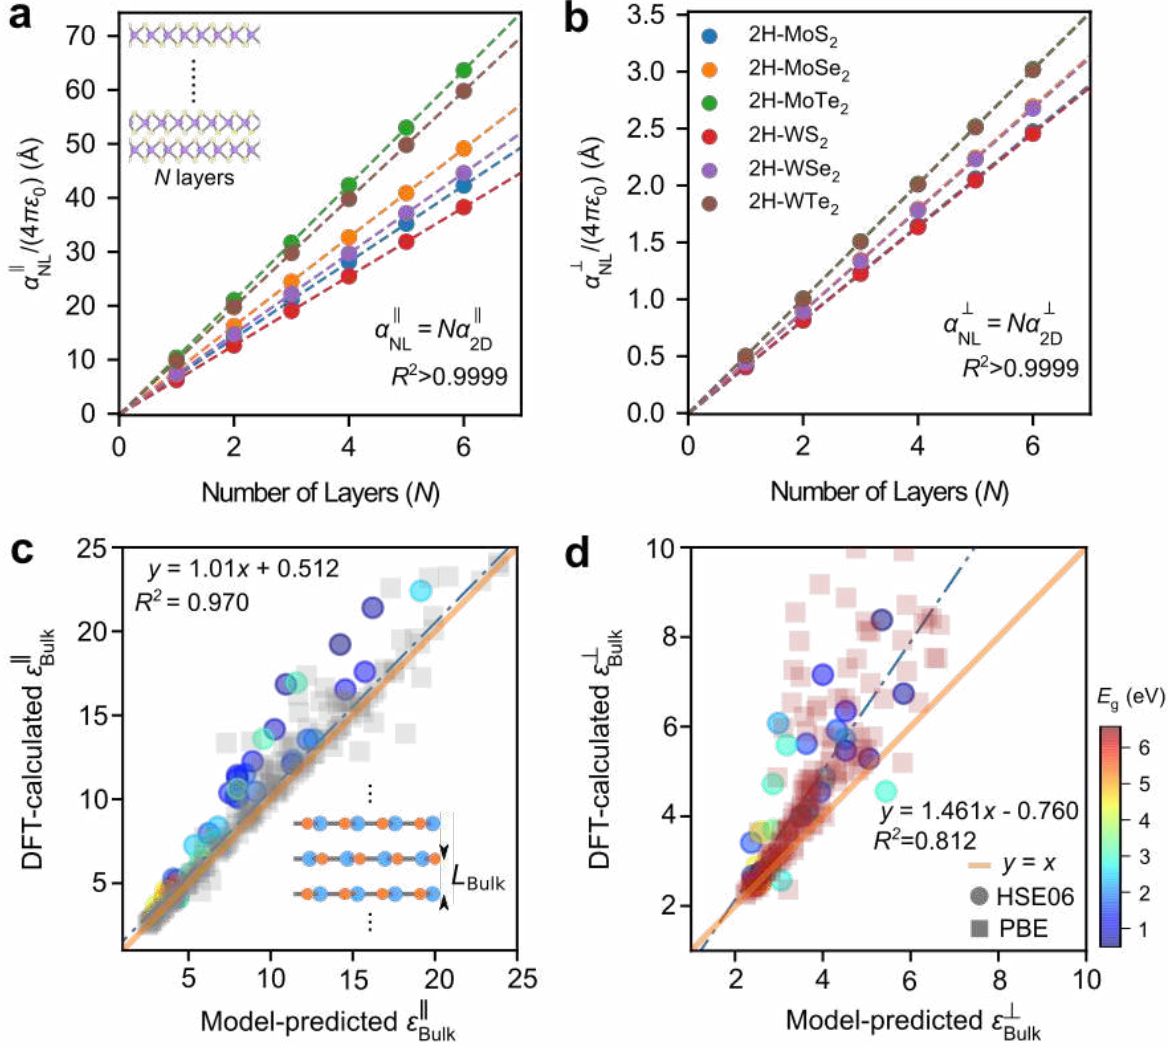 a
70
60
50
40
30
20
10
0
0
2
4
6
α∥NL/(4πε0) (Å)
Number of Layers (N)
N layers
α∥NL = Nα∥2D
R²>0.9999
b
3.5
3.0
2.5
2.0
1.5
1.0
0.5
0.0
0
2
4
6
α⊥NL/(4πε0) (Å)
Number of Layers (N)
2H-MoS₂
2H-MoSe₂
2H-MoTe₂
2H-WS₂
2H-WSe₂
2H-WTe₂
α⊥NL = Nα⊥2D
R²>0.9999
c
25
20
15
10
5
5
10
15
20
25
DFT-calculated ε∥Bulk
Model-predicted ε∥Bulk
y = 1.01x + 0.512
R² = 0.970
LBulk
d
10
8
6
4
2
2
4
6
8
10
DFT-calculated ε⊥Bulk
Model-predicted ε⊥Bulk
y = 1.461x - 0.760
R²=0.812
y = x
HSE06
PBE
Eg (eV)
6
5
4
3
2
1